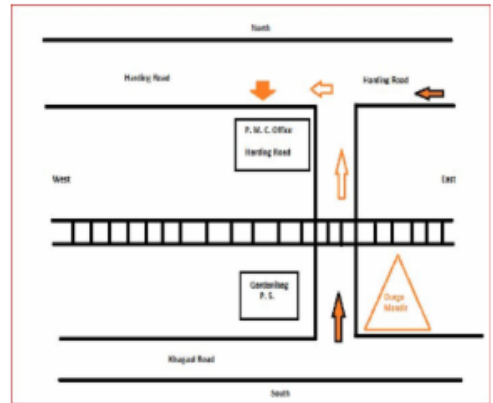 North
Harding Road
Harding Road
P. M. C. Office
Harding Road
West
East
Gardanibag
P. S.
Durga
Mandir
Khagaul Road
South